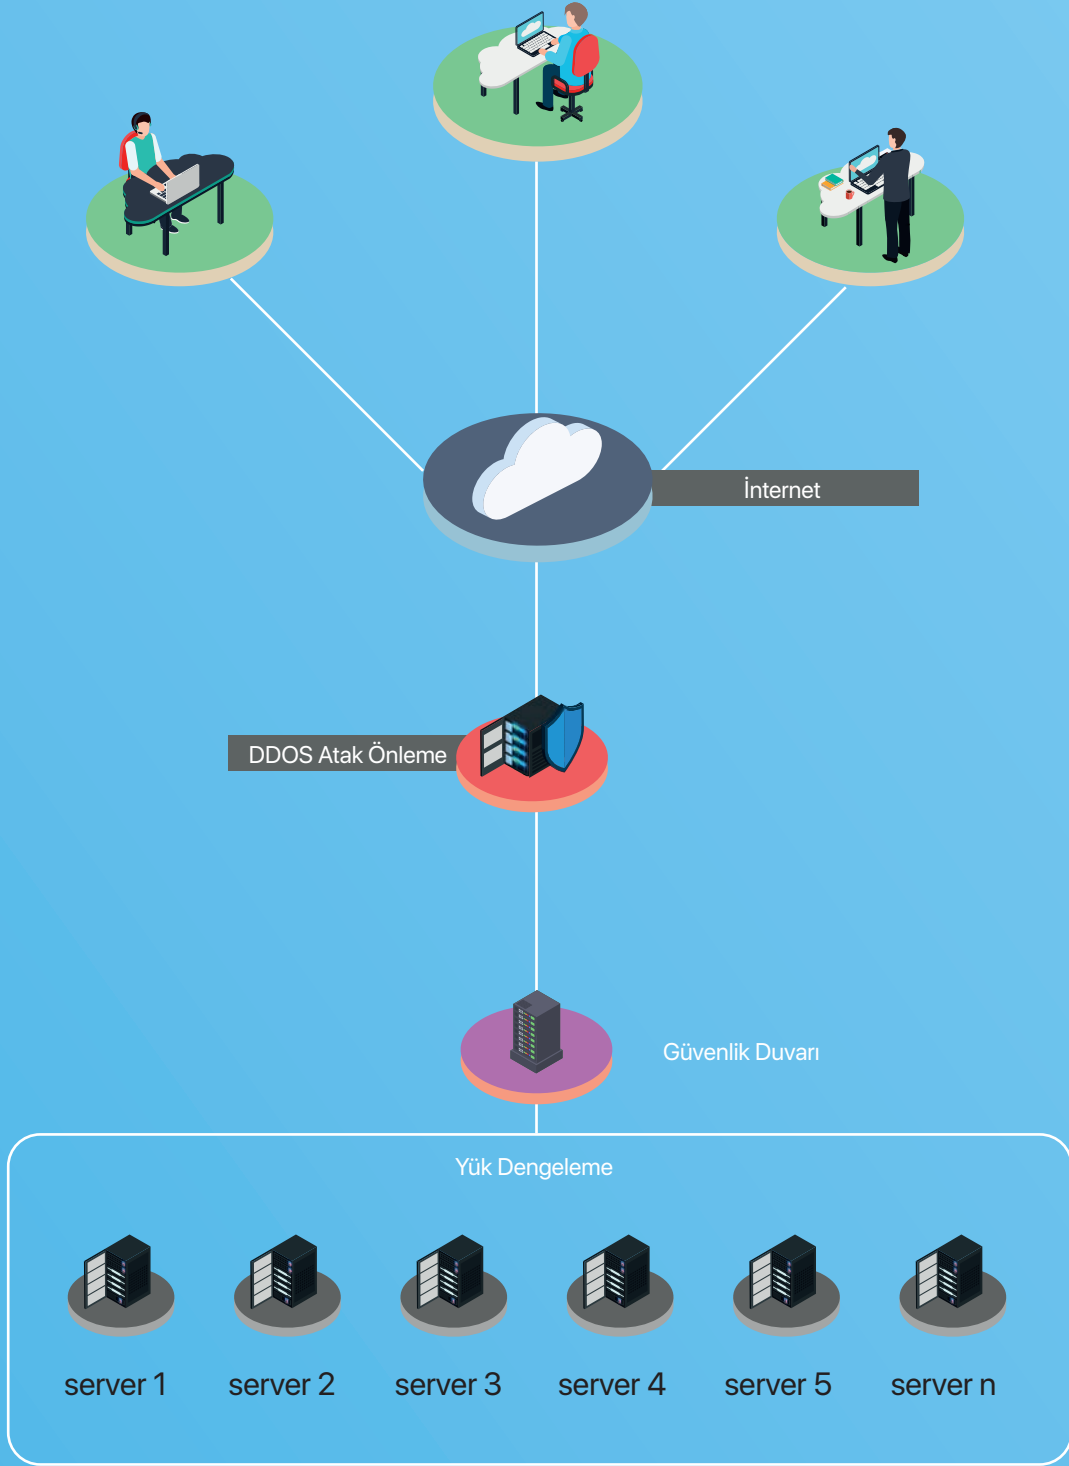 İnternet
DDOS Atak Önleme
Güvenlik Duvarı
Yük Dengeleme
server 1
server 2
server 3
server 4
server 5
server n